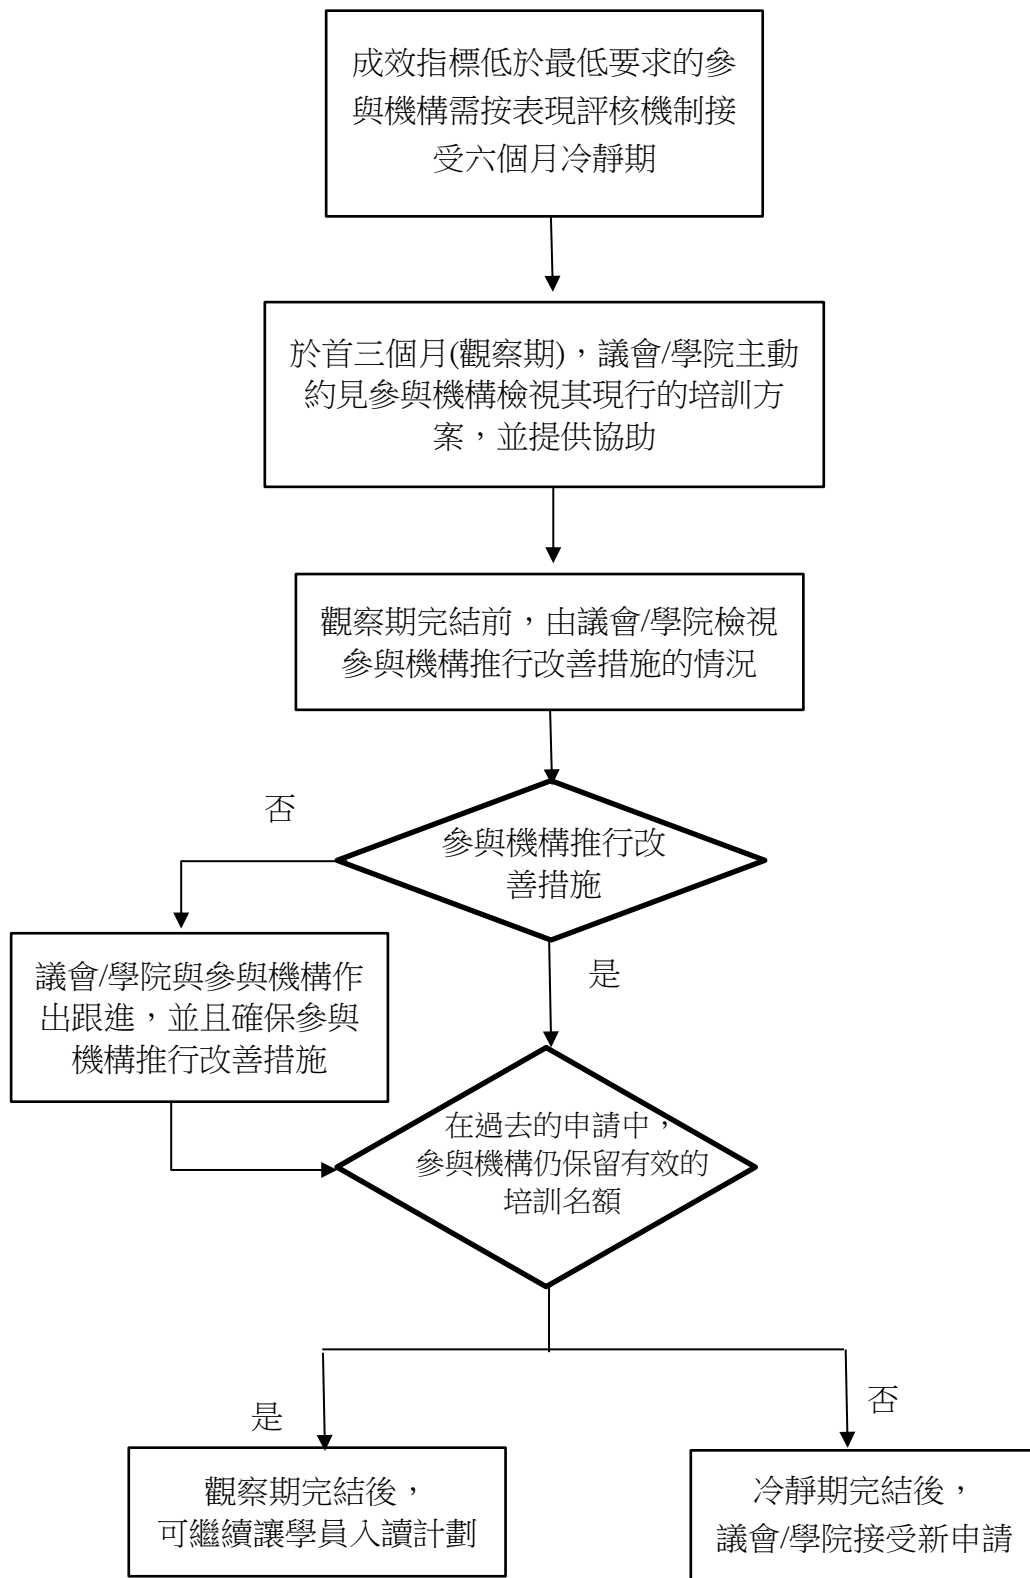 成效指標低於最低要求的參
與機構需按表現評核機制接
受六個月冷靜期
於首三個月(觀察期)，議會/學院主動
約見參與機構檢視其現行的培訓方
案，並提供協助
觀察期完結前，由議會/學院檢視
參與機構推行改善措施的情況
否
參與機構推行改
善措施
是
議會/學院與參與機構作
出跟進，並且確保參與
機構推行改善措施
在過去的申請中，
參與機構仍保留有效的
培訓名額
是
否
觀察期完結後，
可繼續讓學員入讀計劃
冷靜期完結後，
議會/學院接受新申請